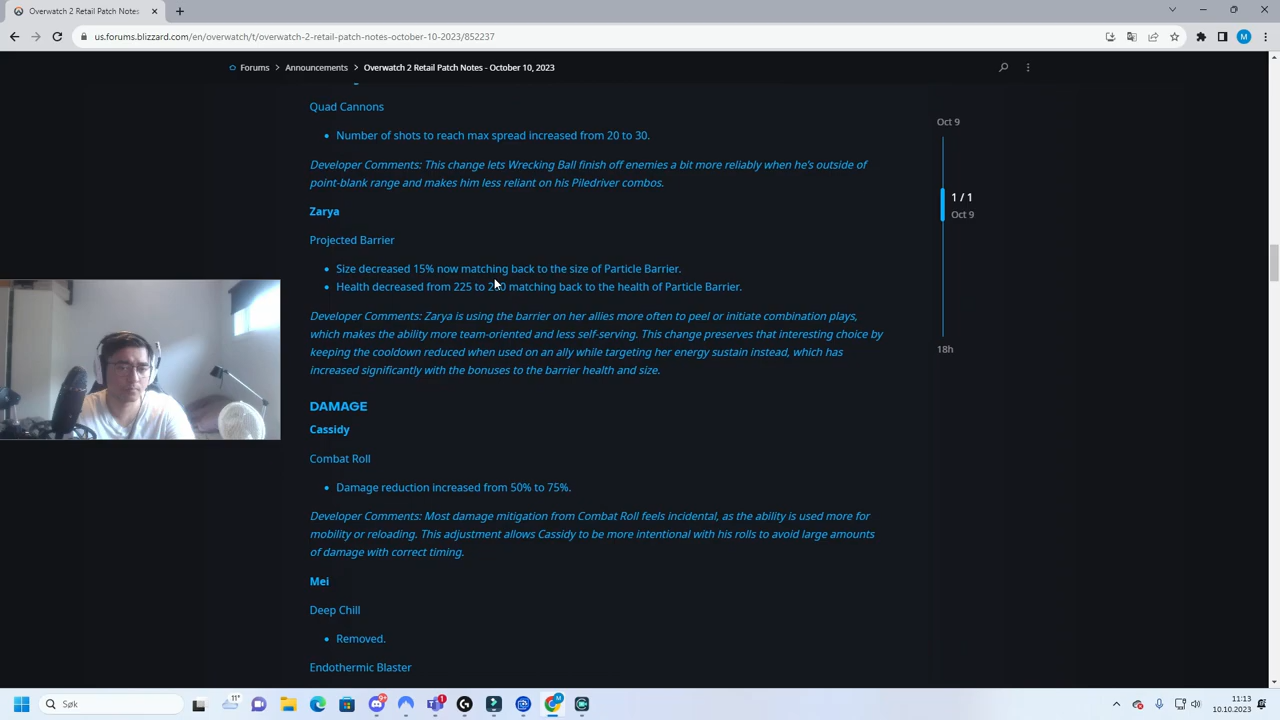 Overwatch 2 Retail Patch Notes
us.forums.blizzard.com/en/overwatch/t/overwatch-2-retail-patch-notes-october-10-2023/852237
M
Forums > Announcements > Overwatch 2 Retail Patch Notes - October 10, 2023
Quad Cannons
Oct 9
• Number of shots to reach max spread increased from 20 to 30.
Developer Comments: This change lets Wrecking Ball finish off enemies a bit more reliably when he's outside of
point-blank range and makes him less reliant on his Piledriver combos.
1 / 1
Oct 9
Zarya
Projected Barrier
• Size decreased 15% now matching back to the size of Particle Barrier.
• Health decreased from 225 to matching back to the health of Particle Barrier.
Developer Comments: Zarya is using the barrier on her allies more often to peel or initiate combination plays,
which makes the ability more team-oriented and less self-serving. This change preserves that interesting choice by
keeping the cooldown reduced when used on an ally while targeting her energy sustain instead, which has
increased significantly with the bonuses to the barrier health and size.
18h
DAMAGE
Cassidy
Combat Roll
• Damage reduction increased from 50% to 75%.
Developer Comments: Most damage mitigation from Combat Roll feels incidental, as the ability is used more for
mobility or reloading. This adjustment allows Cassidy to be more intentional with his rolls to avoid large amounts
of damage with correct timing.
Mei
Deep Chill
• Removed.
Endothermic Blaster
Søk
11°
9+
1
M
11:13
10.10.2023